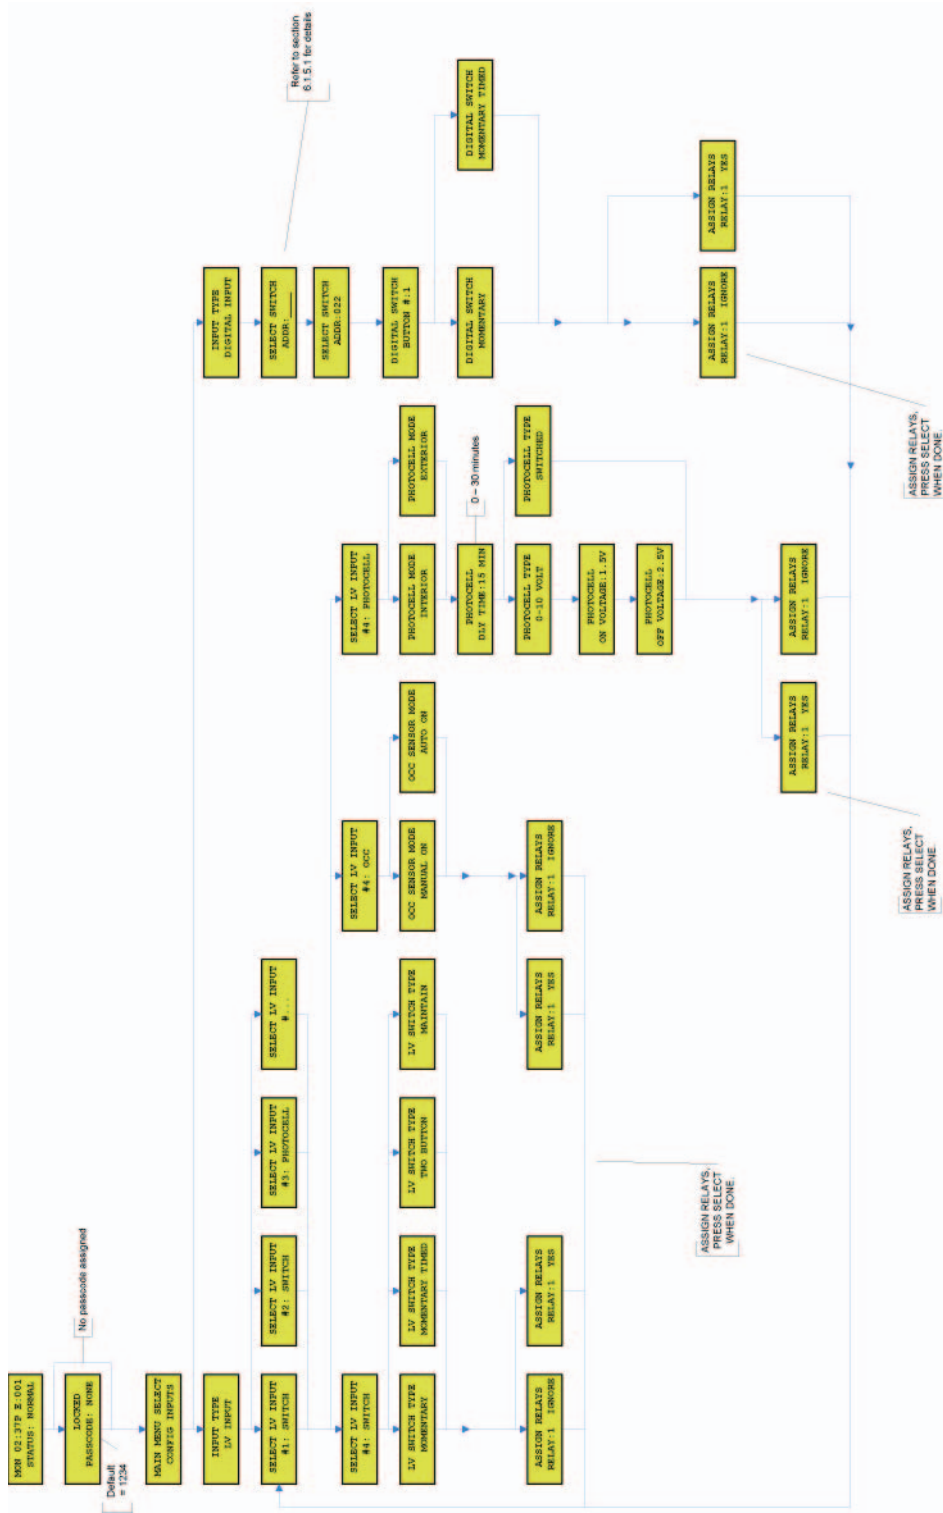 MON 02:37P E:001
STATUS: NORMAL
LOCKED
PASSCODE: NONE
No passcode assigned
Default
= 1234
MAIN MENU SELECT
CONFIG INPUTS
INPUT TYPE
LV INPUT
INPUT TYPE
DIGITAL INPUT
SELECT LV INPUT
#1: SWITCH
SELECT LV INPUT
#2: SWITCH
SELECT LV INPUT
#3: PHOTOCELL
SELECT LV INPUT
#...
SELECT SWITCH
ADDR:____
Refer to section
6.1.5.1 for details
SELECT SWITCH
ADDR:022
SELECT LV INPUT
#4: SWITCH
SELECT LV INPUT
#4: OCC
SELECT LV INPUT
#4: PHOTOCELL
DIGITAL SWITCH
BUTTON #:1
LV SWITCH TYPE
MOMENTARY
LV SWITCH TYPE
MOMENTARY TIMED
LV SWITCH TYPE
TWO BUTTON
LV SWITCH TYPE
MAINTAIN
OCC SENSOR MODE
MANUAL ON
OCC SENSOR MODE
AUTO ON
PHOTOCELL MODE
INTERIOR
PHOTOCELL MODE
EXTERIOR
PHOTOCELL
DLY TIME:15 MIN
0 – 30 minutes
DIGITAL SWITCH
MOMENTARY
DIGITAL SWITCH
MOMENTARY TIMED
ASSIGN RELAYS
RELAY:1 IGNORE
ASSIGN RELAYS
RELAY:1 YES
ASSIGN RELAYS
RELAY:1 YES
ASSIGN RELAYS
RELAY:1 IGNORE
PHOTOCELL TYPE
0-10 VOLT
PHOTOCELL TYPE
SWITCHED
PHOTOCELL
ON VOLTAGE:1.5V
PHOTOCELL
OFF VOLTAGE:2.5V
ASSIGN RELAYS,
PRESS SELECT
WHEN DONE.
ASSIGN RELAYS
RELAY:1 IGNORE
ASSIGN RELAYS
RELAY:1 YES
ASSIGN RELAYS
RELAY:1 YES
ASSIGN RELAYS
RELAY:1 IGNORE
ASSIGN RELAYS,
PRESS SELECT
WHEN DONE.
ASSIGN RELAYS,
PRESS SELECT
WHEN DONE.